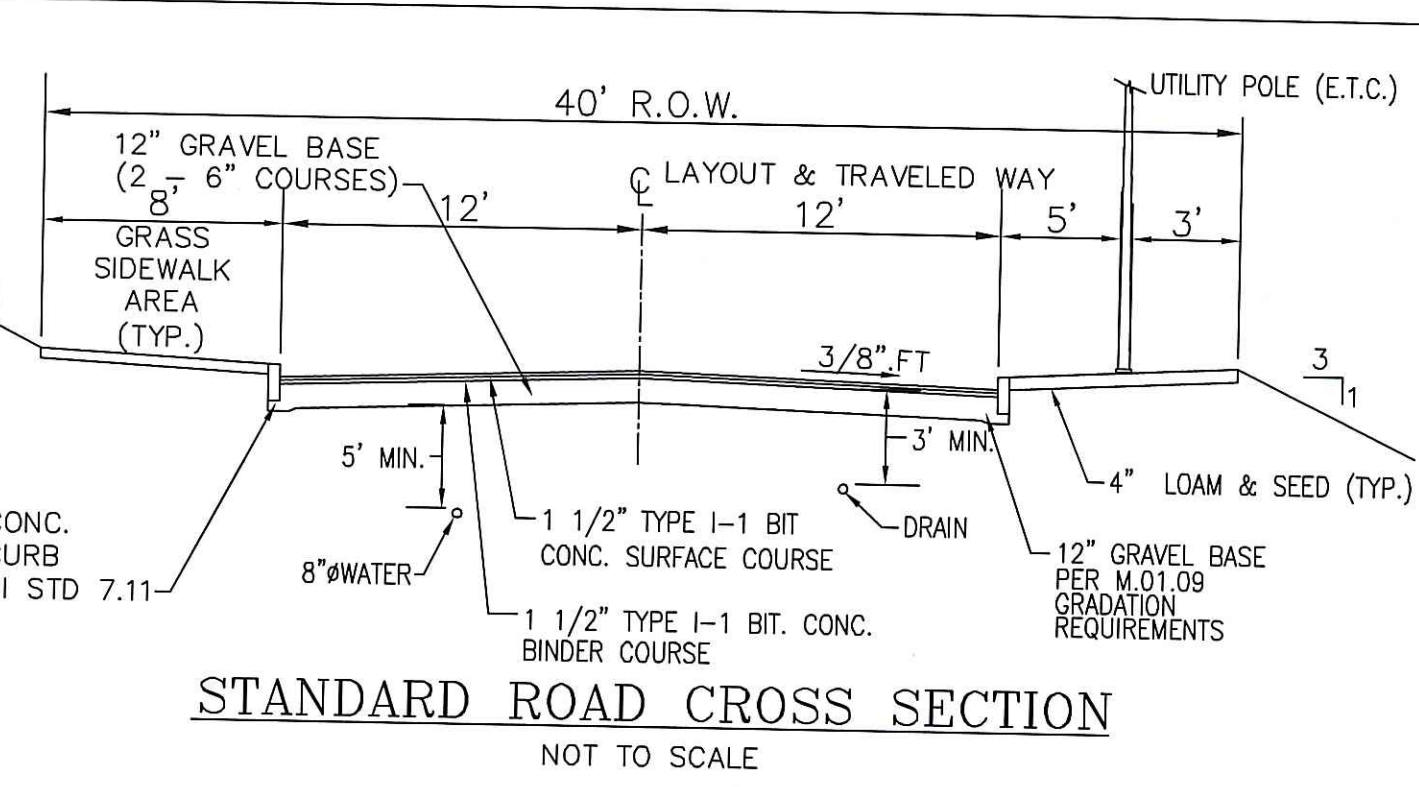 UTILITY POLE (E.T.C.)
40' R.O.W.
12" GRAVEL BASE
(2 - 6" COURSES)
℄ LAYOUT & TRAVELED WAY
8'
12'
12'
5'
3'
GRASS
SIDEWALK
AREA
(TYP.)
3/8".FT
3
1
5' MIN.
3' MIN.
4" LOAM & SEED (TYP.)
CONC.
CURB
STD 7.11
8"øWATER
1 1/2" TYPE I-1 BIT
CONC. SURFACE COURSE
DRAIN
12" GRAVEL BASE
PER M.01.09
GRADATION
REQUIREMENTS
1 1/2" TYPE I-1 BIT. CONC.
BINDER COURSE
STANDARD ROAD CROSS SECTION
NOT TO SCALE